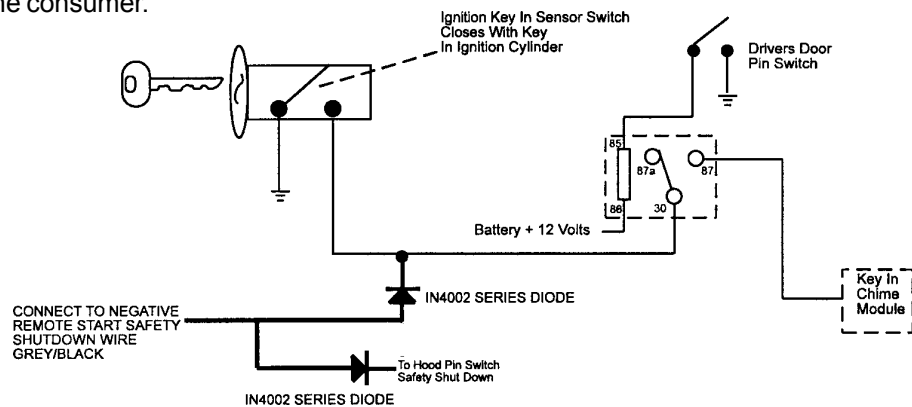 he consumer.
Ignition Key In Sensor Switch
Closes With Key
In Ignition Cylinder
Drivers Door
Pin Switch
85
87a
87
86
30
Battery + 12 Volts
Key In
Chime
Module
IN4002 SERIES DIODE
CONNECT TO NEGATIVE
REMOTE START SAFETY
SHUTDOWN WIRE
GREY/BLACK
To Hood Pin Switch
Safety Shut Down
IN4002 SERIES DIODE